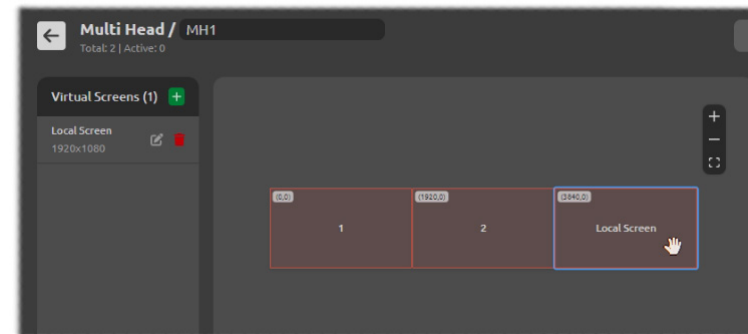 Multi Head / MH1
Total: 2 | Active: 0
Virtual Screens (1) +
Local Screen
1920x1080
(0,0) (1920,0) (3840,0)
1 2 Local Screen